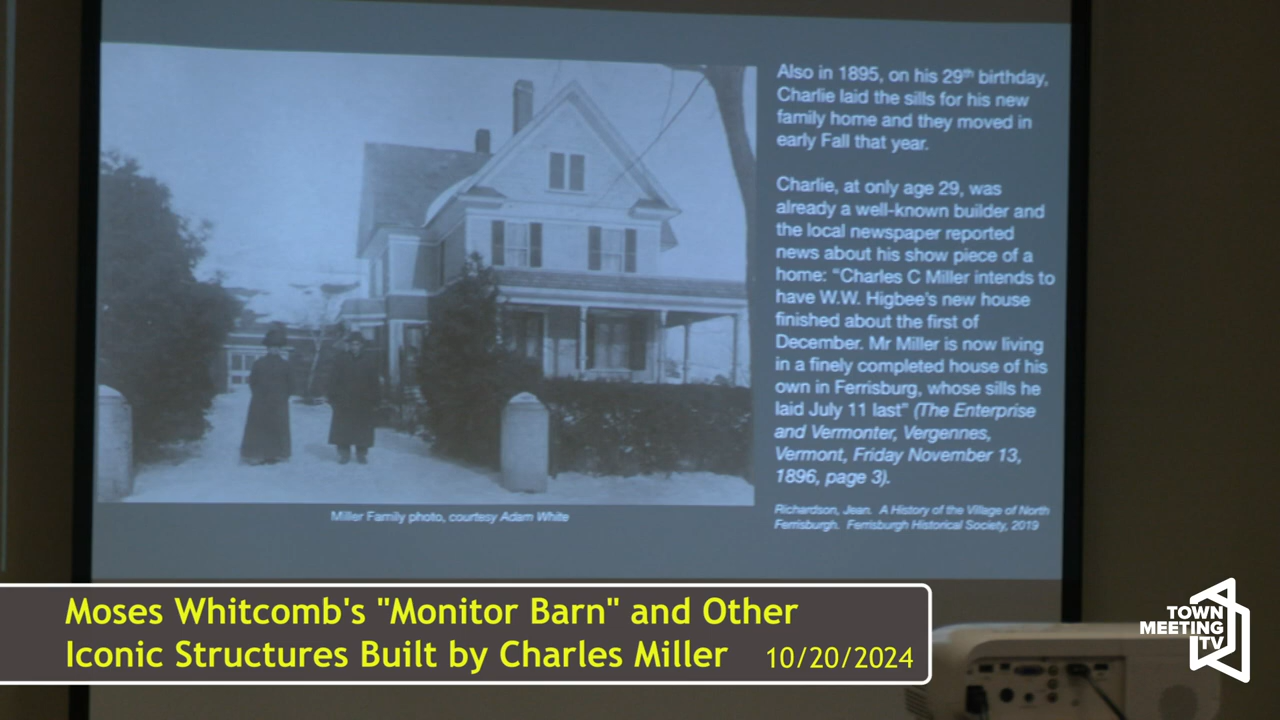 Also in 1895, on his 29th birthday,
Charlie laid the sills for his new
family home and they moved in
early Fall that year.
Charlie, at only age 29, was
already a well-known builder and
the local newspaper reported
news about his show piece of a
home: “Charles C Miller intends to
have W.W. Higbee's new house
finished about the first of
December. Mr Miller is now living
in a finely completed house of his
own in Ferrisburg, whose sills he
laid July 11 last” (The Enterprise
and Vermonter, Vergennes,
Vermont, Friday November 13,
1896, page 3).
Richardson, Jean. A History of the Village of North
Ferrisburgh. Ferrisburgh Historical Society, 2019
Miller Family photo, courtesy Adam White
Moses Whitcomb's "Monitor Barn" and Other
Iconic Structures Built by Charles Miller 10/20/2024
TOWN
MEETING
TV